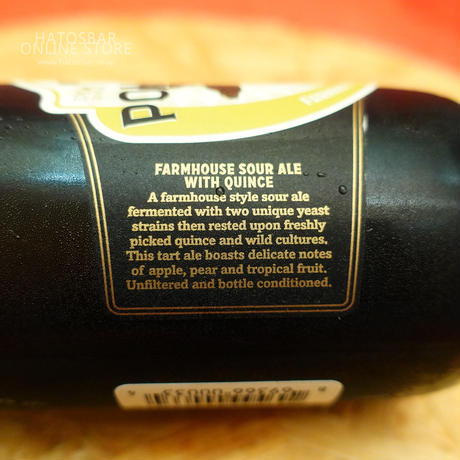 HATOSBAR
ONLINE STORE
PO
FARMHOUSE SOUR ALE
WITH QUINCE
A farmhouse style sour ale
fermented with two unique yeast
strains then rested upon freshly
picked quince and wild cultures.
This tart ale boasts delicate notes
of apple, pear and tropical fruit.
Unfiltered and bottle conditioned.